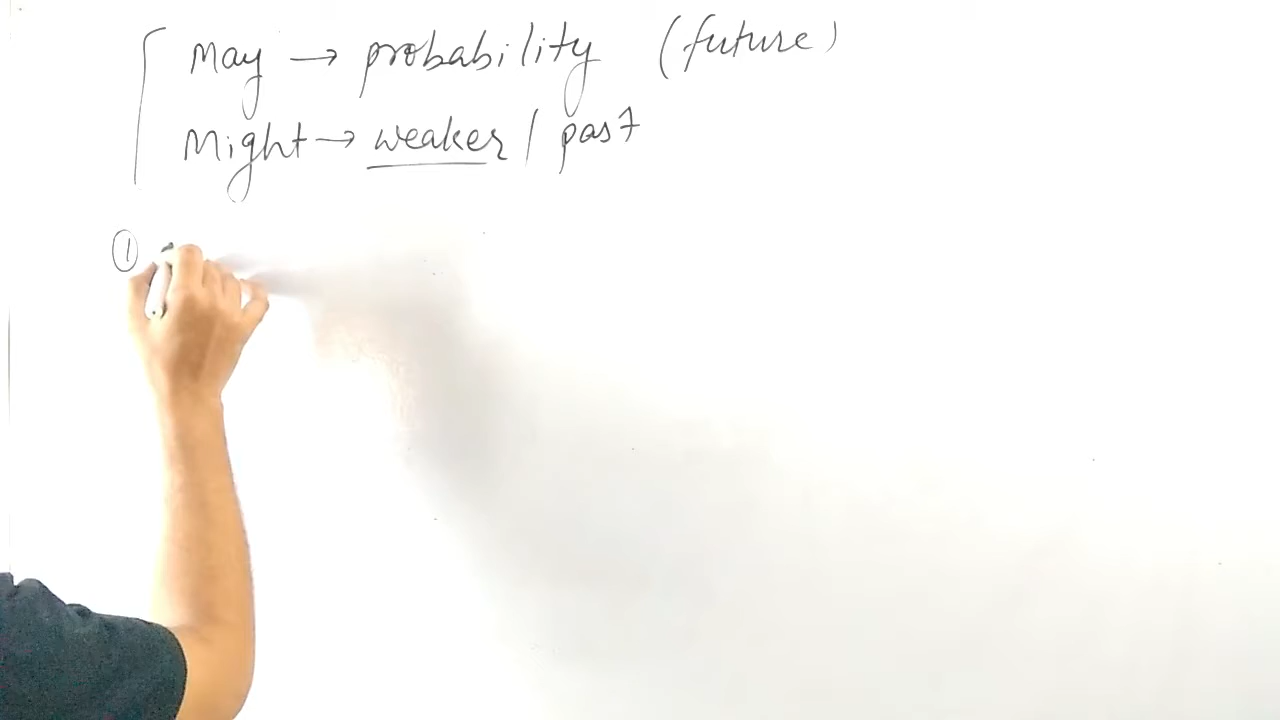 May → probability (future)
Might → weaker / past
①